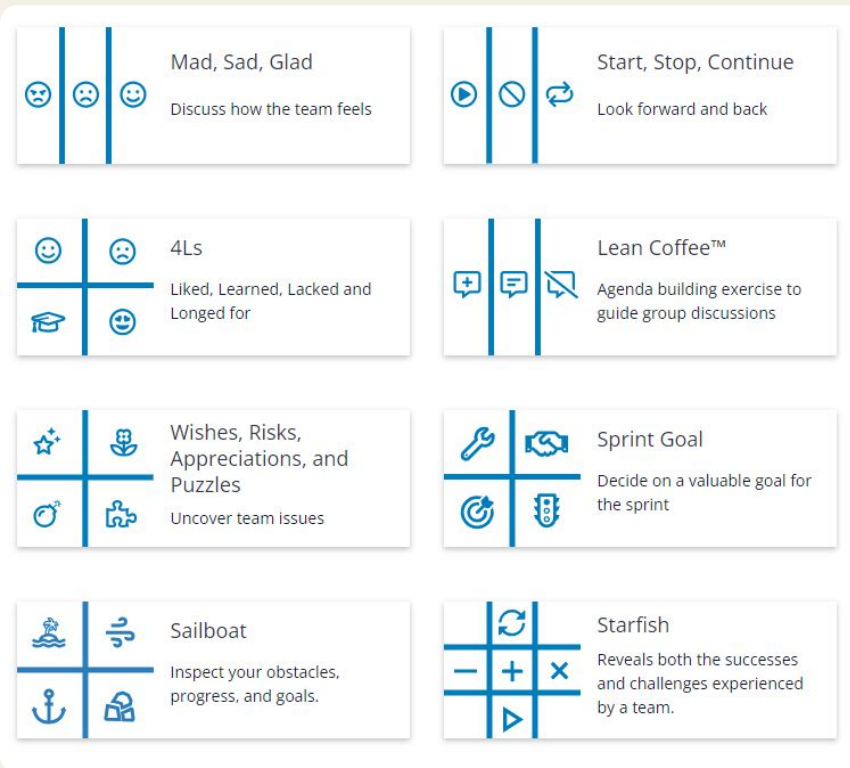 Mad, Sad, Glad
Discuss how the team feels
Start, Stop, Continue
Look forward and back
4Ls
Liked, Learned, Lacked and
Longed for
Lean Coffee™
Agenda building exercise to
guide group discussions
Wishes, Risks,
Appreciations, and
Puzzles
Uncover team issues
Sprint Goal
Decide on a valuable goal for
the sprint
Sailboat
Inspect your obstacles,
progress, and goals.
Starfish
Reveals both the successes
and challenges experienced
by a team.